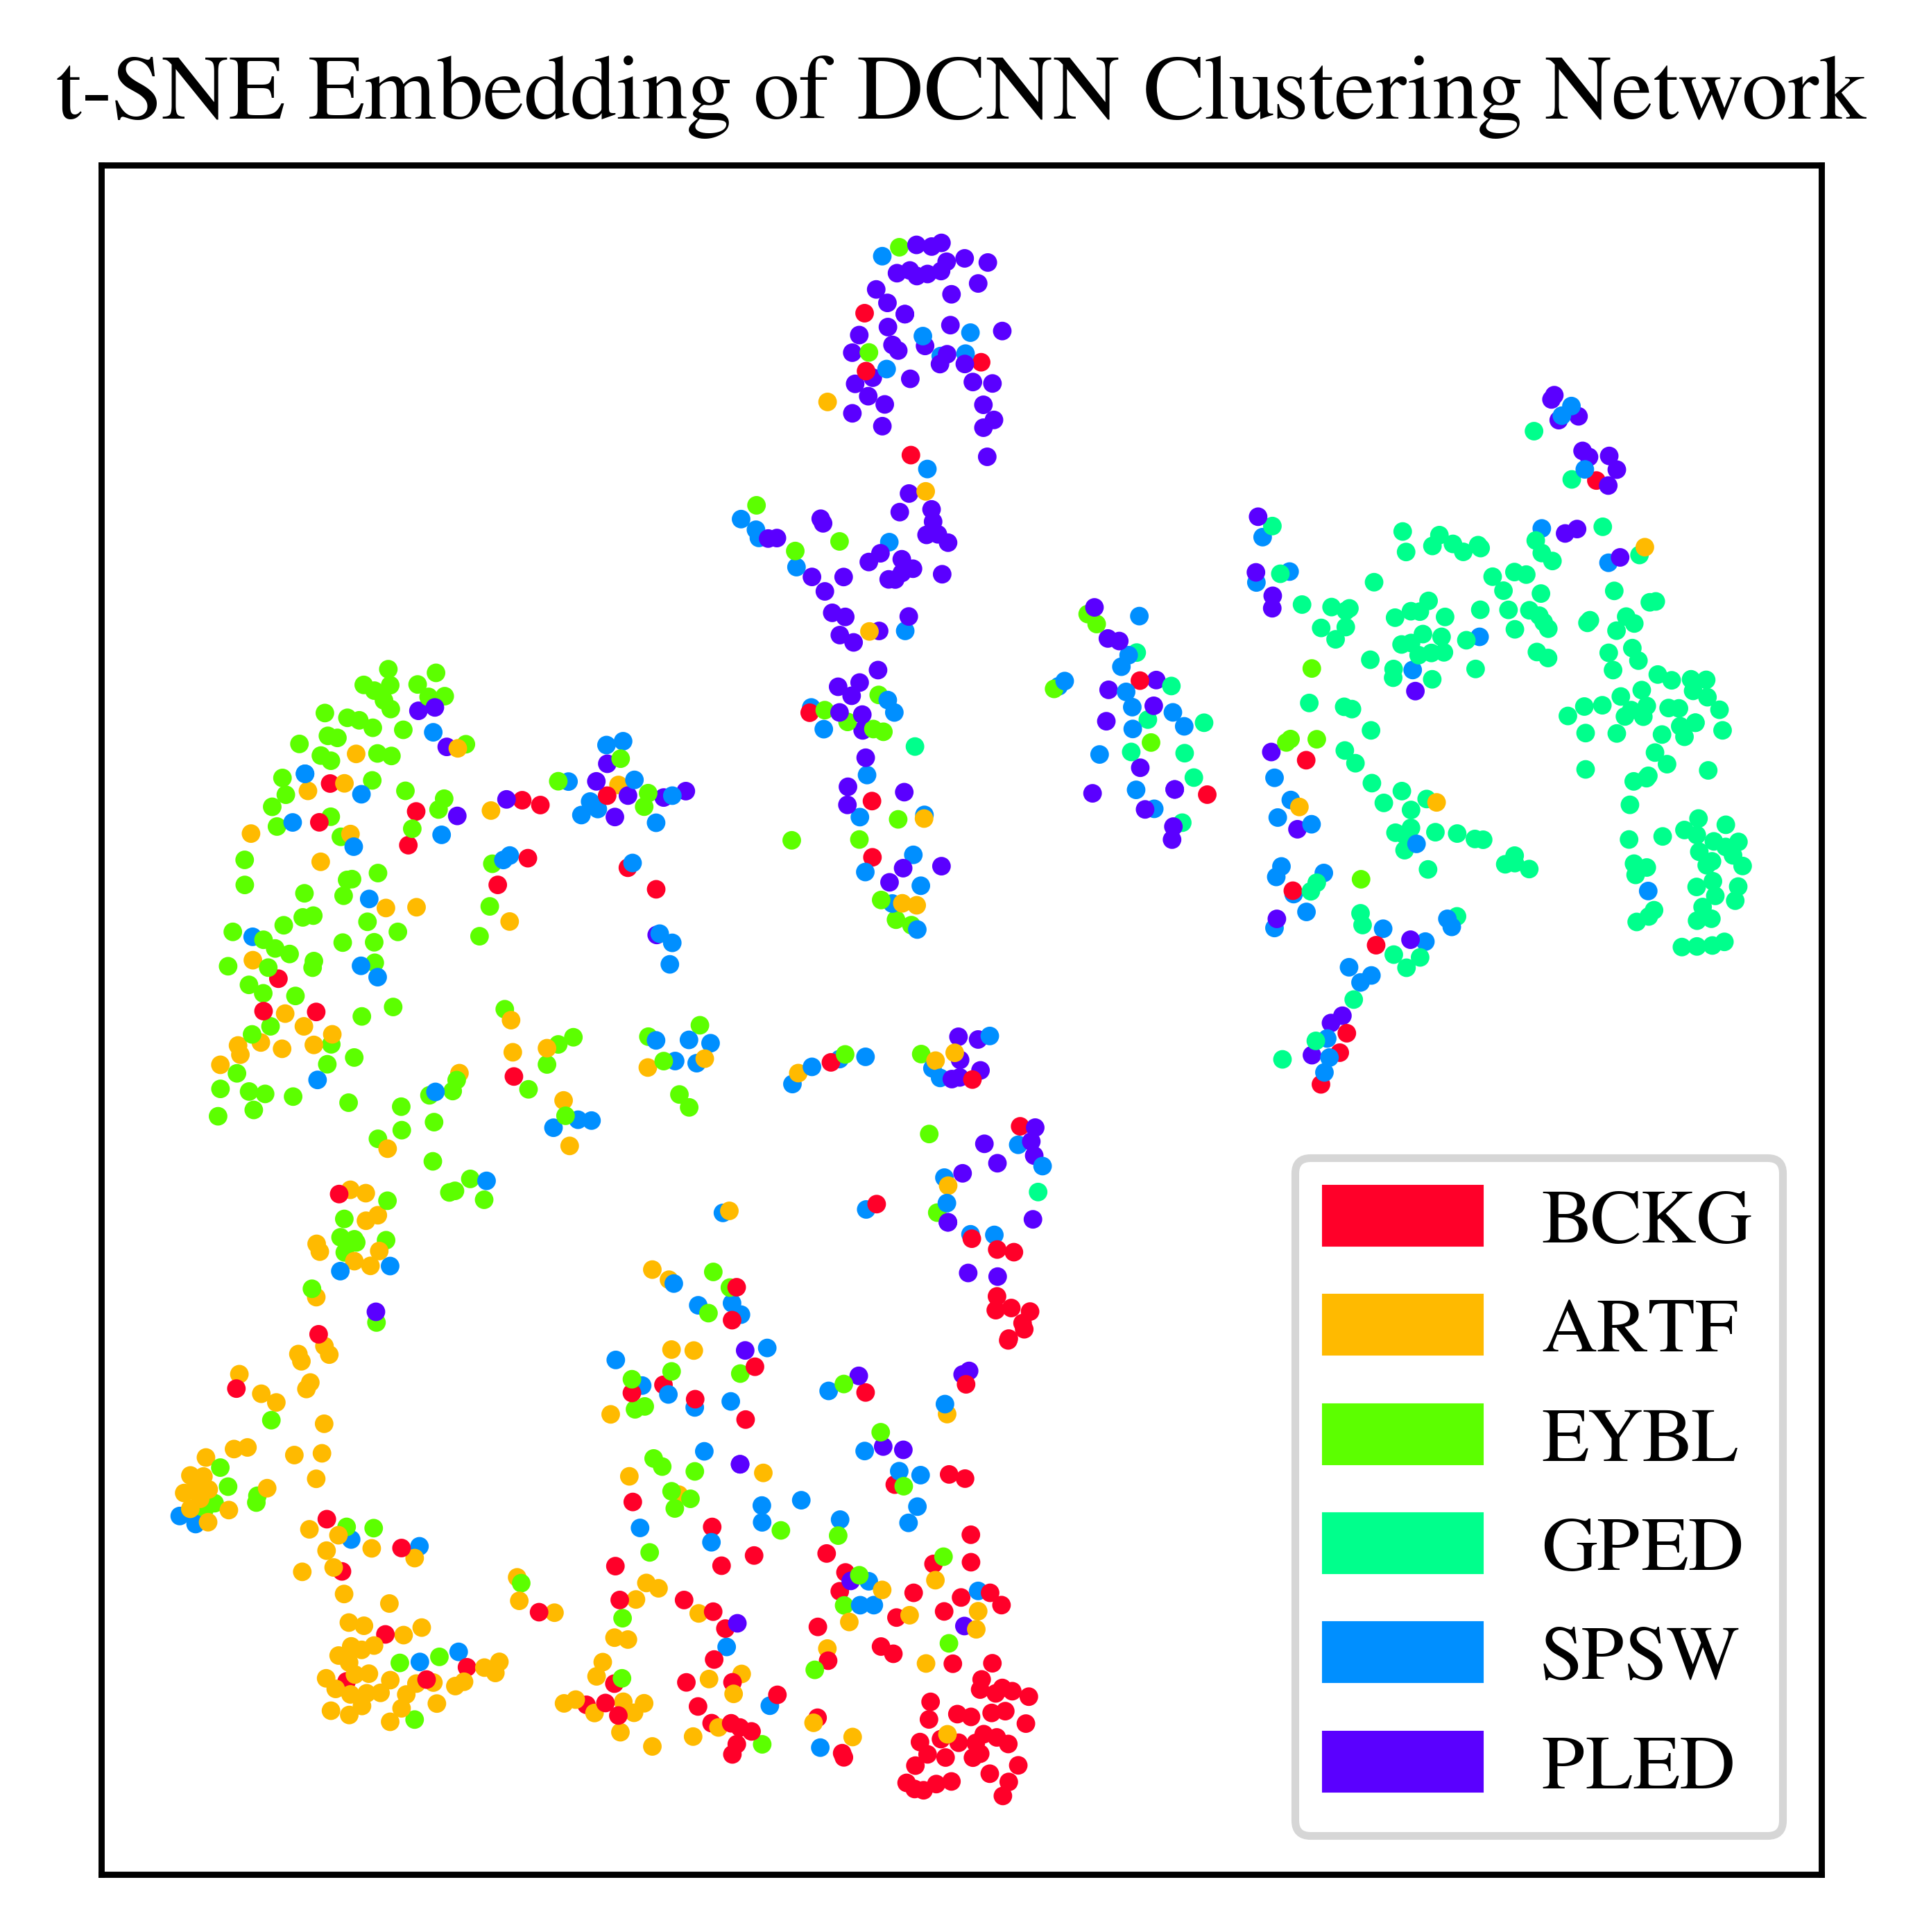 t-SNE Embedding of DCNN Clustering Network
BCKG
ARTF
EYBL
GPED
SPSW
PLED